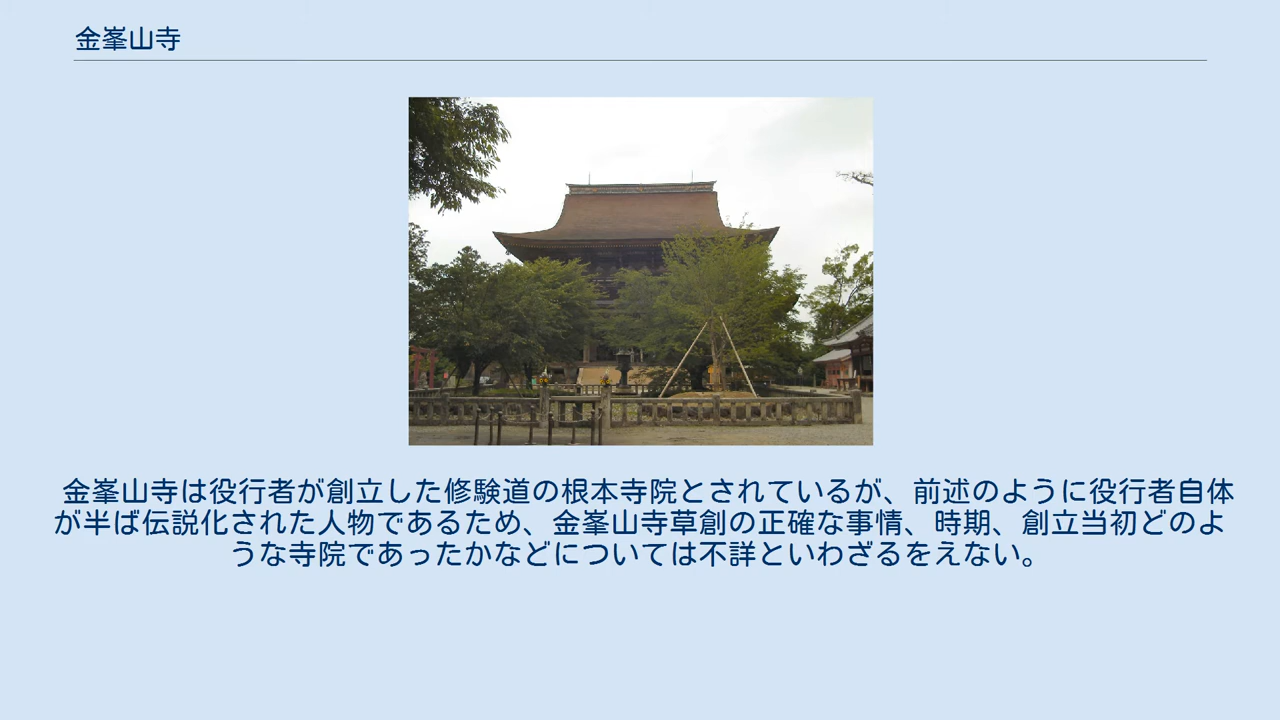 金峯山寺
金峯山寺は役行者が創立した修験道の根本寺院とされているが、前述のように役行者自体
が半ば伝説化された人物であるため、金峯山寺草創の正確な事情、時期、創立当初どのよ
うな寺院であったかなどについては不詳といわざるをえない。